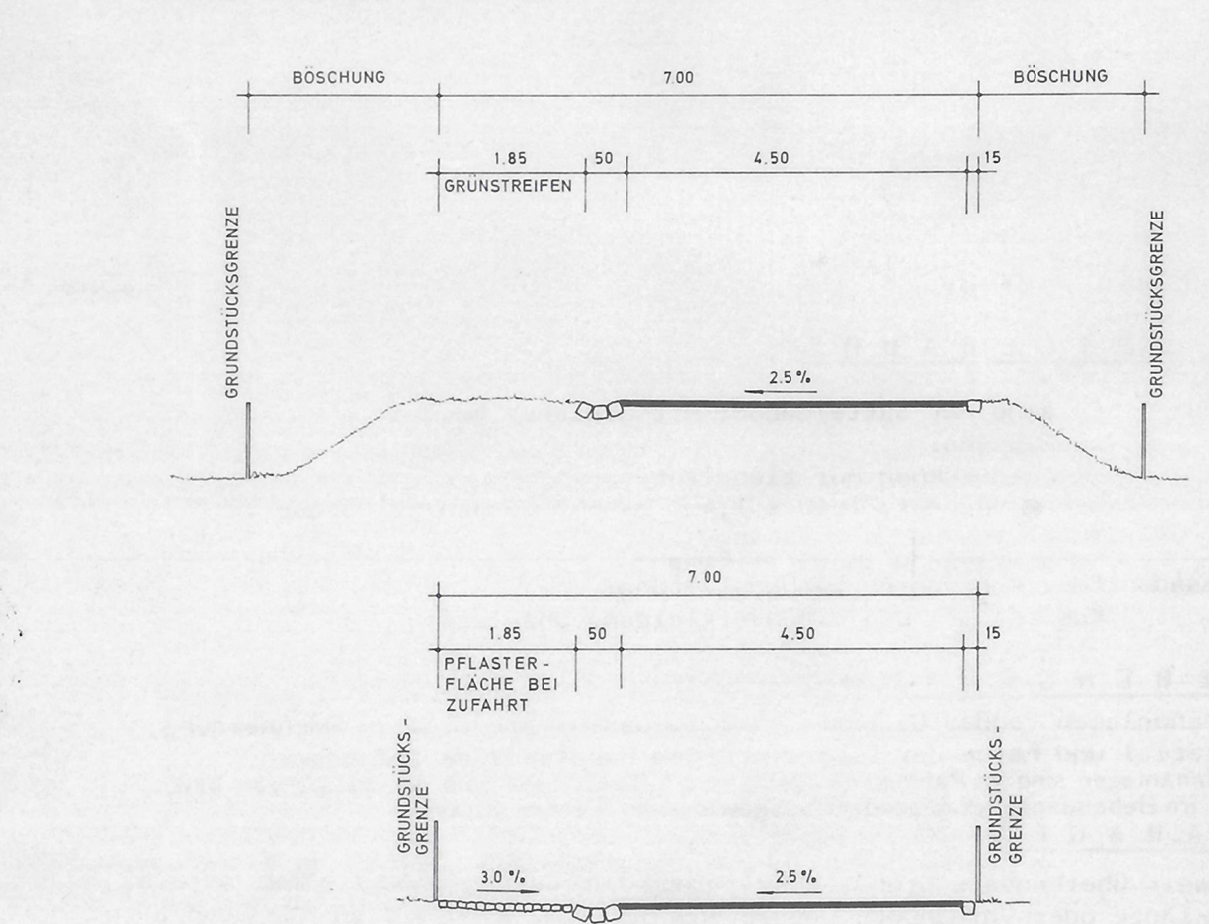 BÖSCHUNG 7.00 BÖSCHUNG
1.85 50 4.50 15
GRÜNSTREIFEN
GRUNDSTÜCKSGRENZE
GRUNDSTÜCKSGRENZE
2.5%
7.00
1.85 50 4.50 15
PFLASTER-
FLÄCHE BEI
ZUFAHRT
GRUNDSTÜCKS-
GRENZE
GRUNDSTÜCKS
GRENZE
3.0% 2.5%